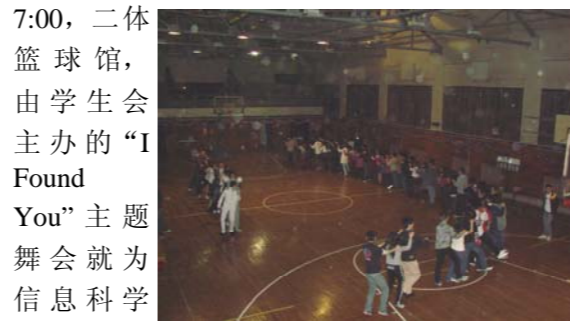 7:00，二体
篮球馆，
由学生会
主办的“I
Found
You”主题
舞会就为
信息科学